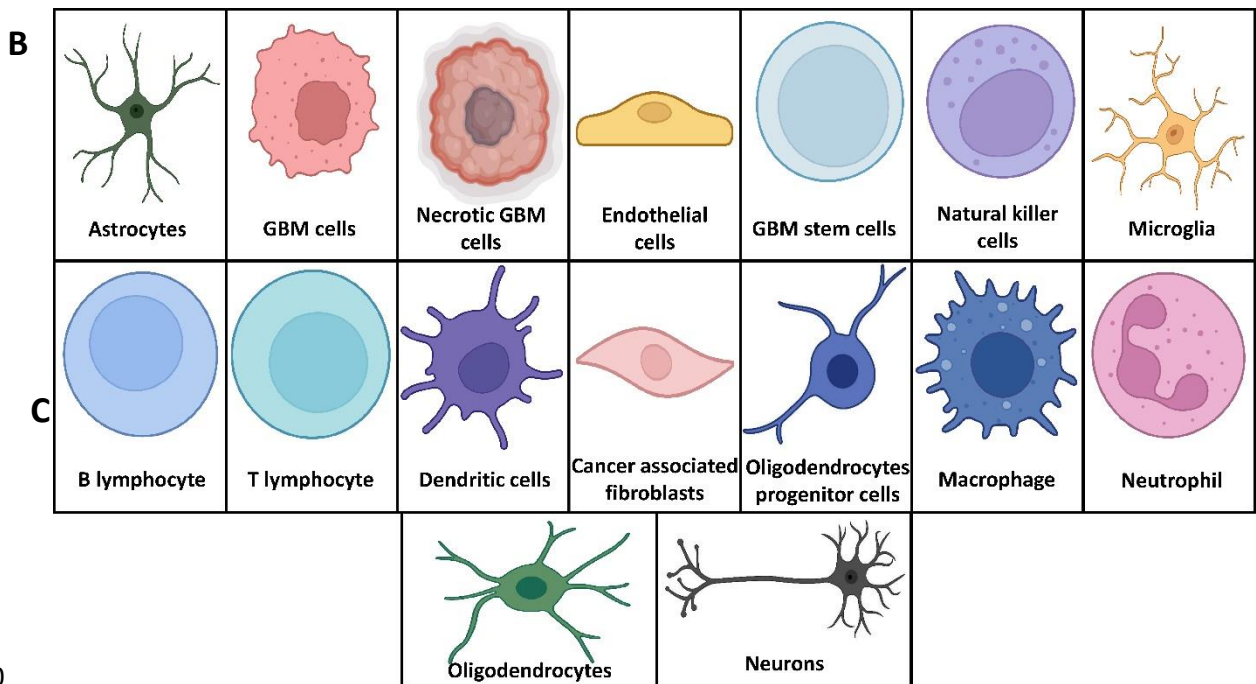 B
Astrocytes
GBM cells
Necrotic GBM
cells
Endothelial
cells
GBM stem cells
Natural killer
cells
Microglia
C
B lymphocyte
T lymphocyte
Dendritic cells
Cancer associated
fibroblasts
Oligodendrocytes
progenitor cells
Macrophage
Neutrophil
Oligodendrocytes
Neurons